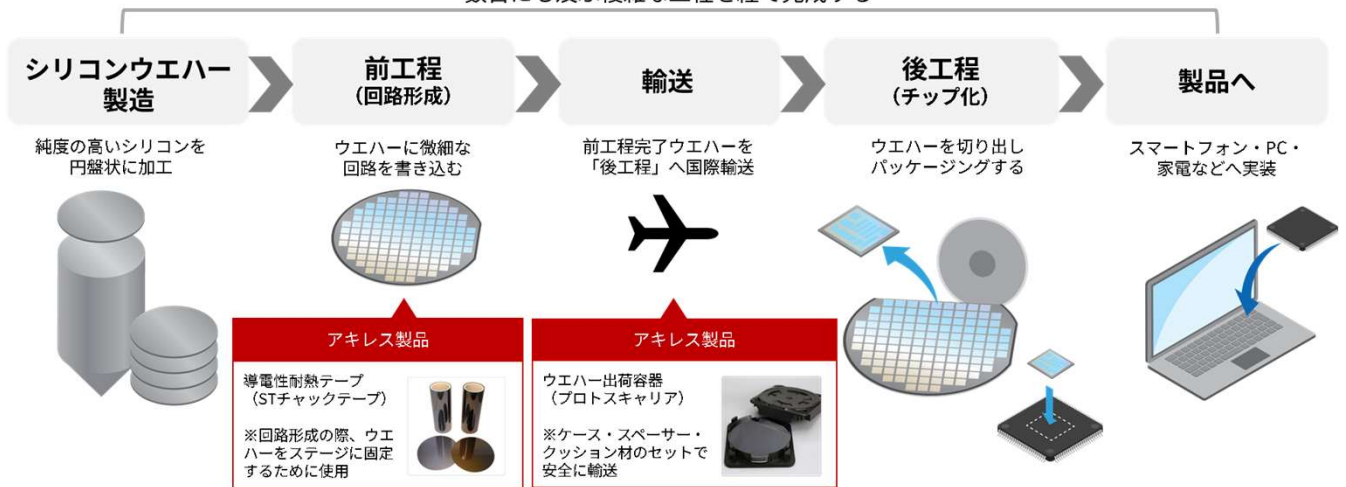 シリコンウエハー
製造
前工程
(回路形成)
輸送
後工程
(チップ化)
製品へ
純度の高いシリコンを
円盤状に加工
ウエハーに微細な
回路を書き込む
前工程完了ウエハーを
「後工程」へ国際輸送
ウエハーを切り出し
パッケージングする
スマートフォン・PC・
家電などへ実装
アキレス製品
導電性耐熱テープ
(STチャックテープ)
※回路形成の際、ウエ
ハーをステージに固定
するために使用
アキレス製品
ウエハー出荷容器
(プロトスキャリア)
※ケース・スペーサー・
クッション材のセットで
安全に輸送